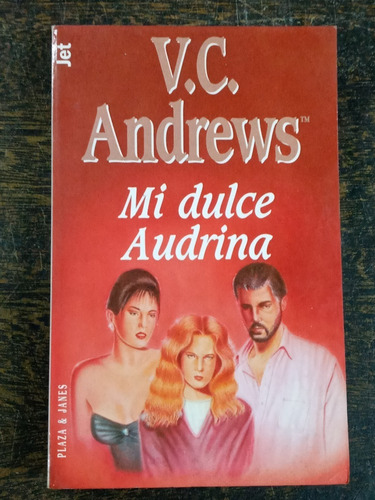 Jet
V.C.
Andrews™
Mi dulce
Audrina
PLAZA & JANES